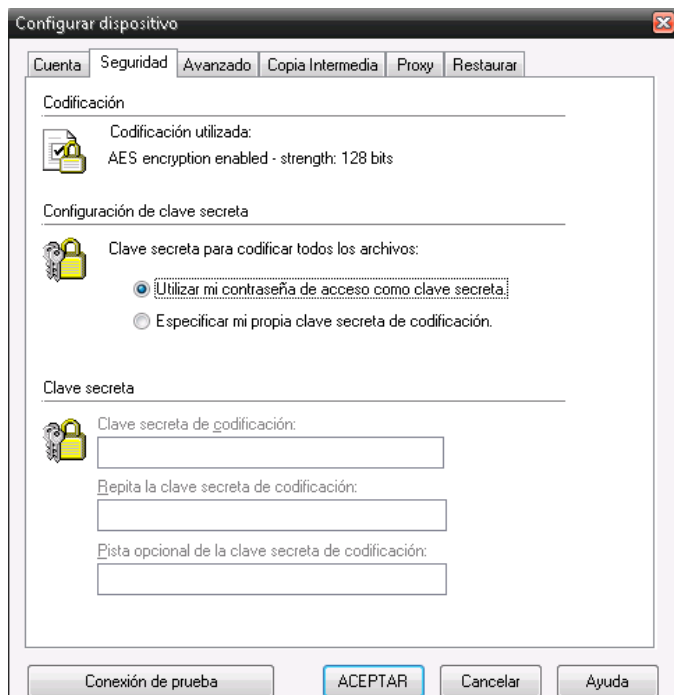 Configurar dispositivo
Cuenta Seguridad Avanzado Copia Intermedia Proxy Restaurar
Codificación
Codificación utilizada:
AES encryption enabled - strength: 128 bits
Configuración de clave secreta
Clave secreta para codificar todos los archivos:
Utilizar mi contraseña de acceso como clave secreta.
Especificar mi propia clave secreta de codificación.
Clave secreta
Clave secreta de codificación:
Repita la clave secreta de codificación:
Pista opcional de la clave secreta de codificación:
Conexión de prueba ACEPTAR Cancelar Ayuda